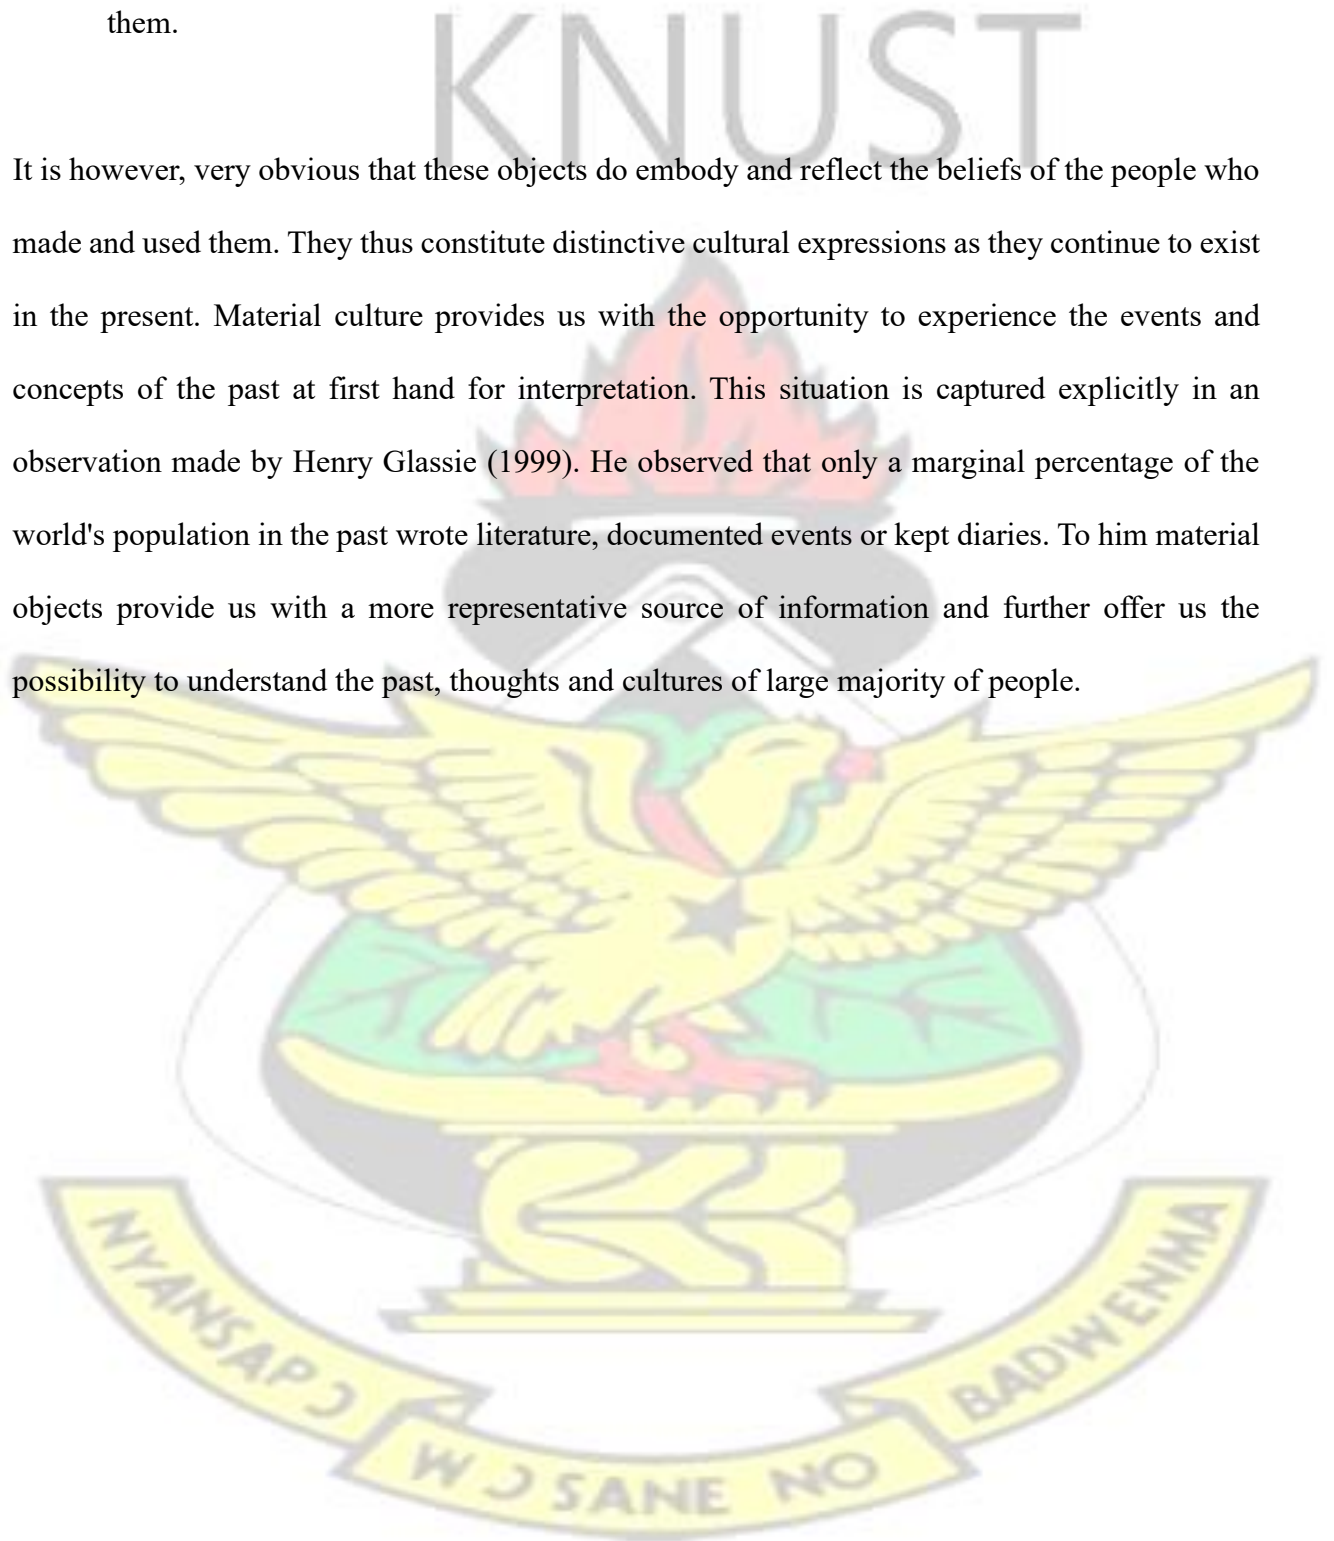 them.
KNUST
It is however, very obvious that these objects do embody and reflect the beliefs of the people who
made and used them. They thus constitute distinctive cultural expressions as they continue to exist
in the present. Material culture provides us with the opportunity to experience the events and
concepts of the past at first hand for interpretation. This situation is captured explicitly in an
observation made by Henry Glassie (1999). He observed that only a marginal percentage of the
world's population in the past wrote literature, documented events or kept diaries. To him material
objects provide us with a more representative source of information and further offer us the
possibility to understand the past, thoughts and cultures of large majority of people.
NYANSAPƆ
WƆSANE NO
BADWENMA